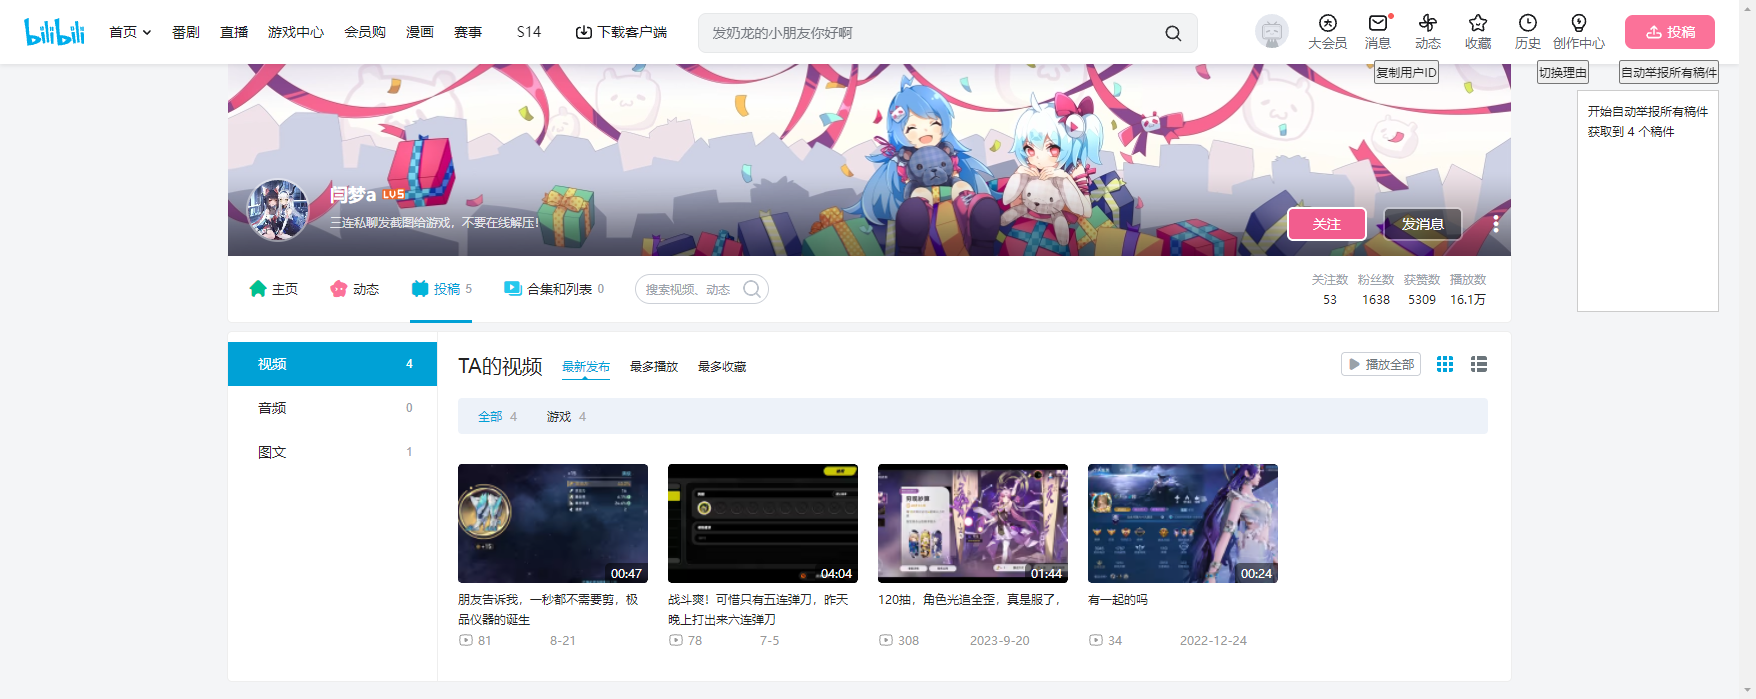 bilibili
首页
番剧
直播
游戏中心
会员购
漫画
赛事
S14
下载客户端
发奶龙的小朋友你好啊
大会员
消息
动态
收藏
历史
创作中心
投稿
复制用户ID
切换理由
自动举报所有稿件
开始自动举报所有稿件
获取到 4 个稿件
闫梦a LV5
三连私聊发截图给游戏，不要在线解压！
关注
发消息
主页
动态
投稿 5
合集和列表 0
搜索视频、动态
关注数 粉丝数 获赞数 播放数
53 1638 5309 16.1万
视频 4
音频 0
图文 1
TA的视频
最新发布
最多播放
最多收藏
播放全部
全部 4
游戏 4
00:47
04:04
01:44
00:24
朋友告诉我，一秒都不需要剪，极
品仪器的诞生
81 8-21
战斗爽！可惜只有五连弹刀，昨天
晚上打出来六连弹刀
78 7-5
120抽，角色光追全歪，真是服了，
308 2023-9-20
有一起的吗
34 2022-12-24